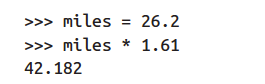 >>> miles = 26.2
>>> miles * 1.61
42.182